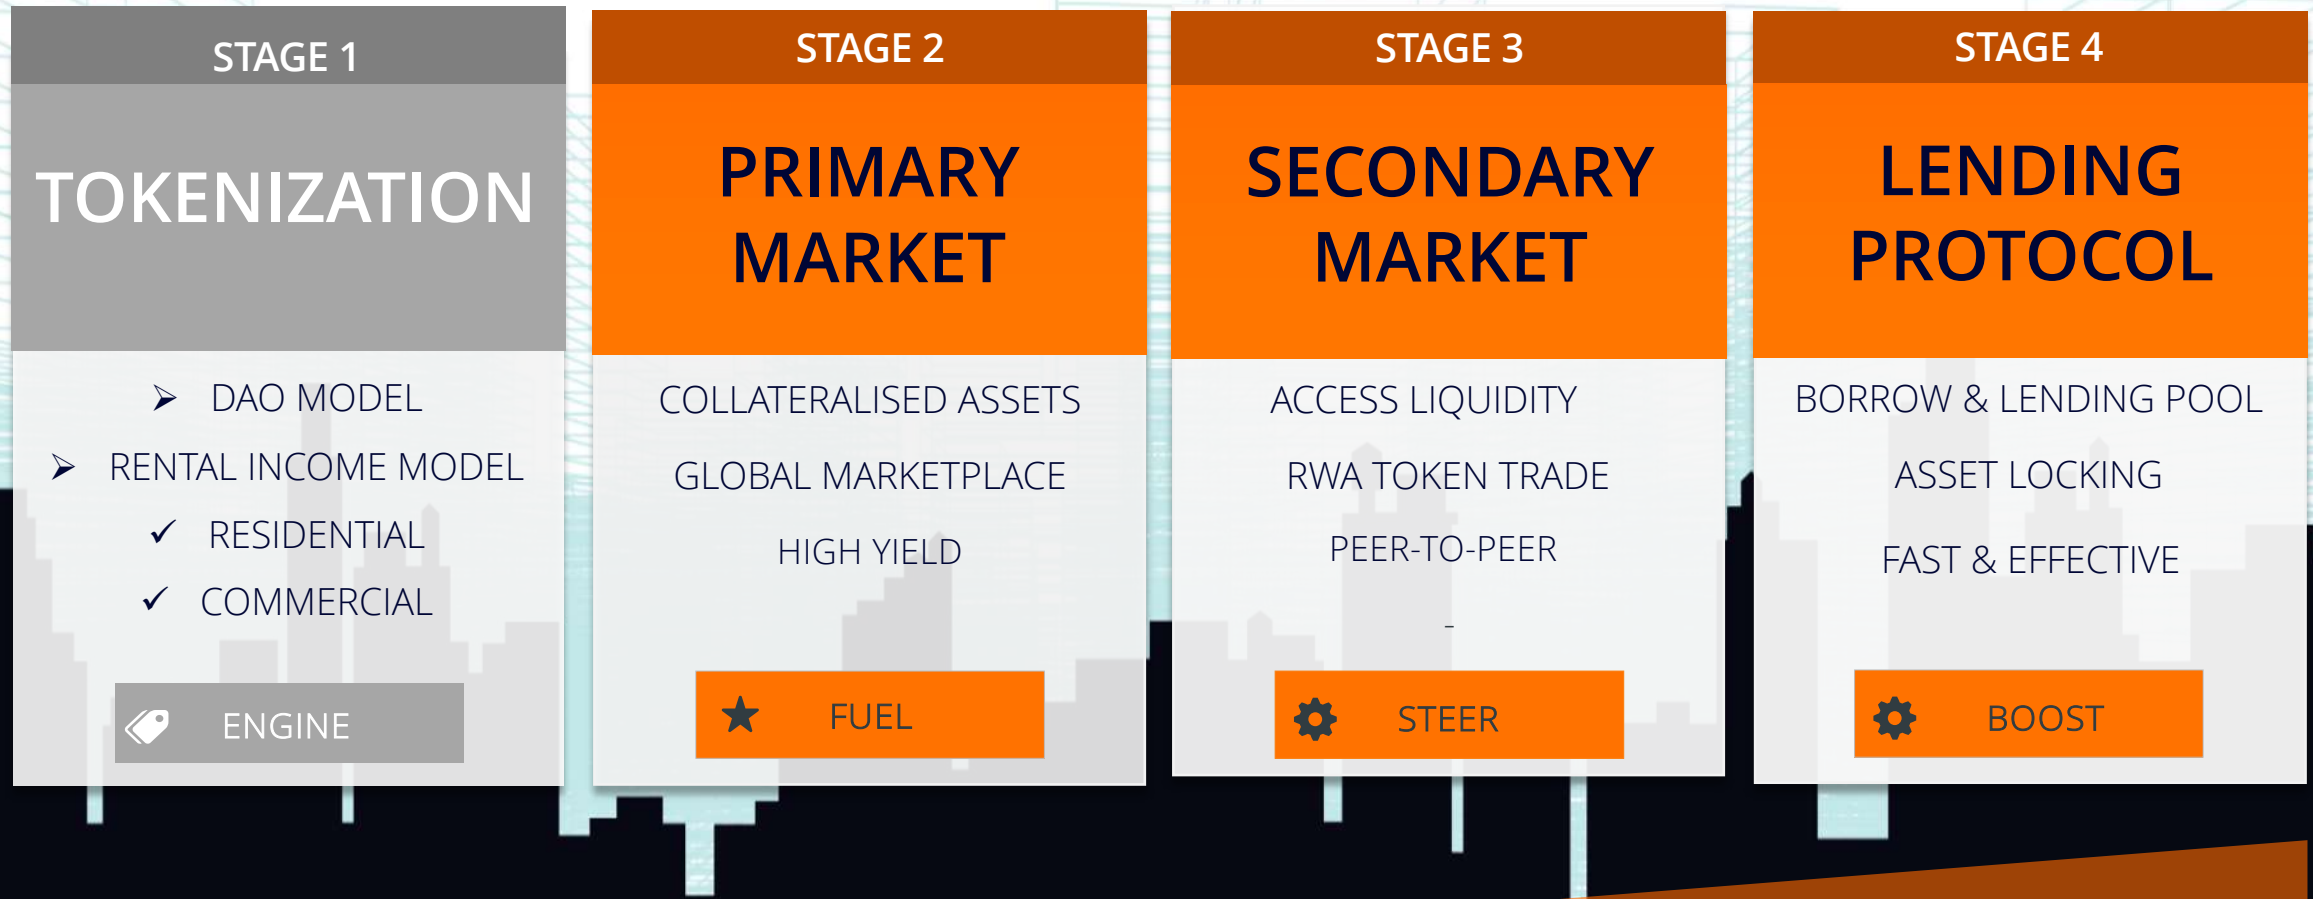 STAGE 1
TOKENIZATION
➢ DAO MODEL
➢ RENTAL INCOME MODEL
✓ RESIDENTIAL
✓ COMMERCIAL
ENGINE
STAGE 2
PRIMARY
MARKET
COLLATERALISED ASSETS
GLOBAL MARKETPLACE
HIGH YIELD
FUEL
STAGE 3
SECONDARY
MARKET
ACCESS LIQUIDITY
RWA TOKEN TRADE
PEER-TO-PEER
-
STEER
STAGE 4
LENDING
PROTOCOL
BORROW & LENDING POOL
ASSET LOCKING
FAST & EFFECTIVE
BOOST